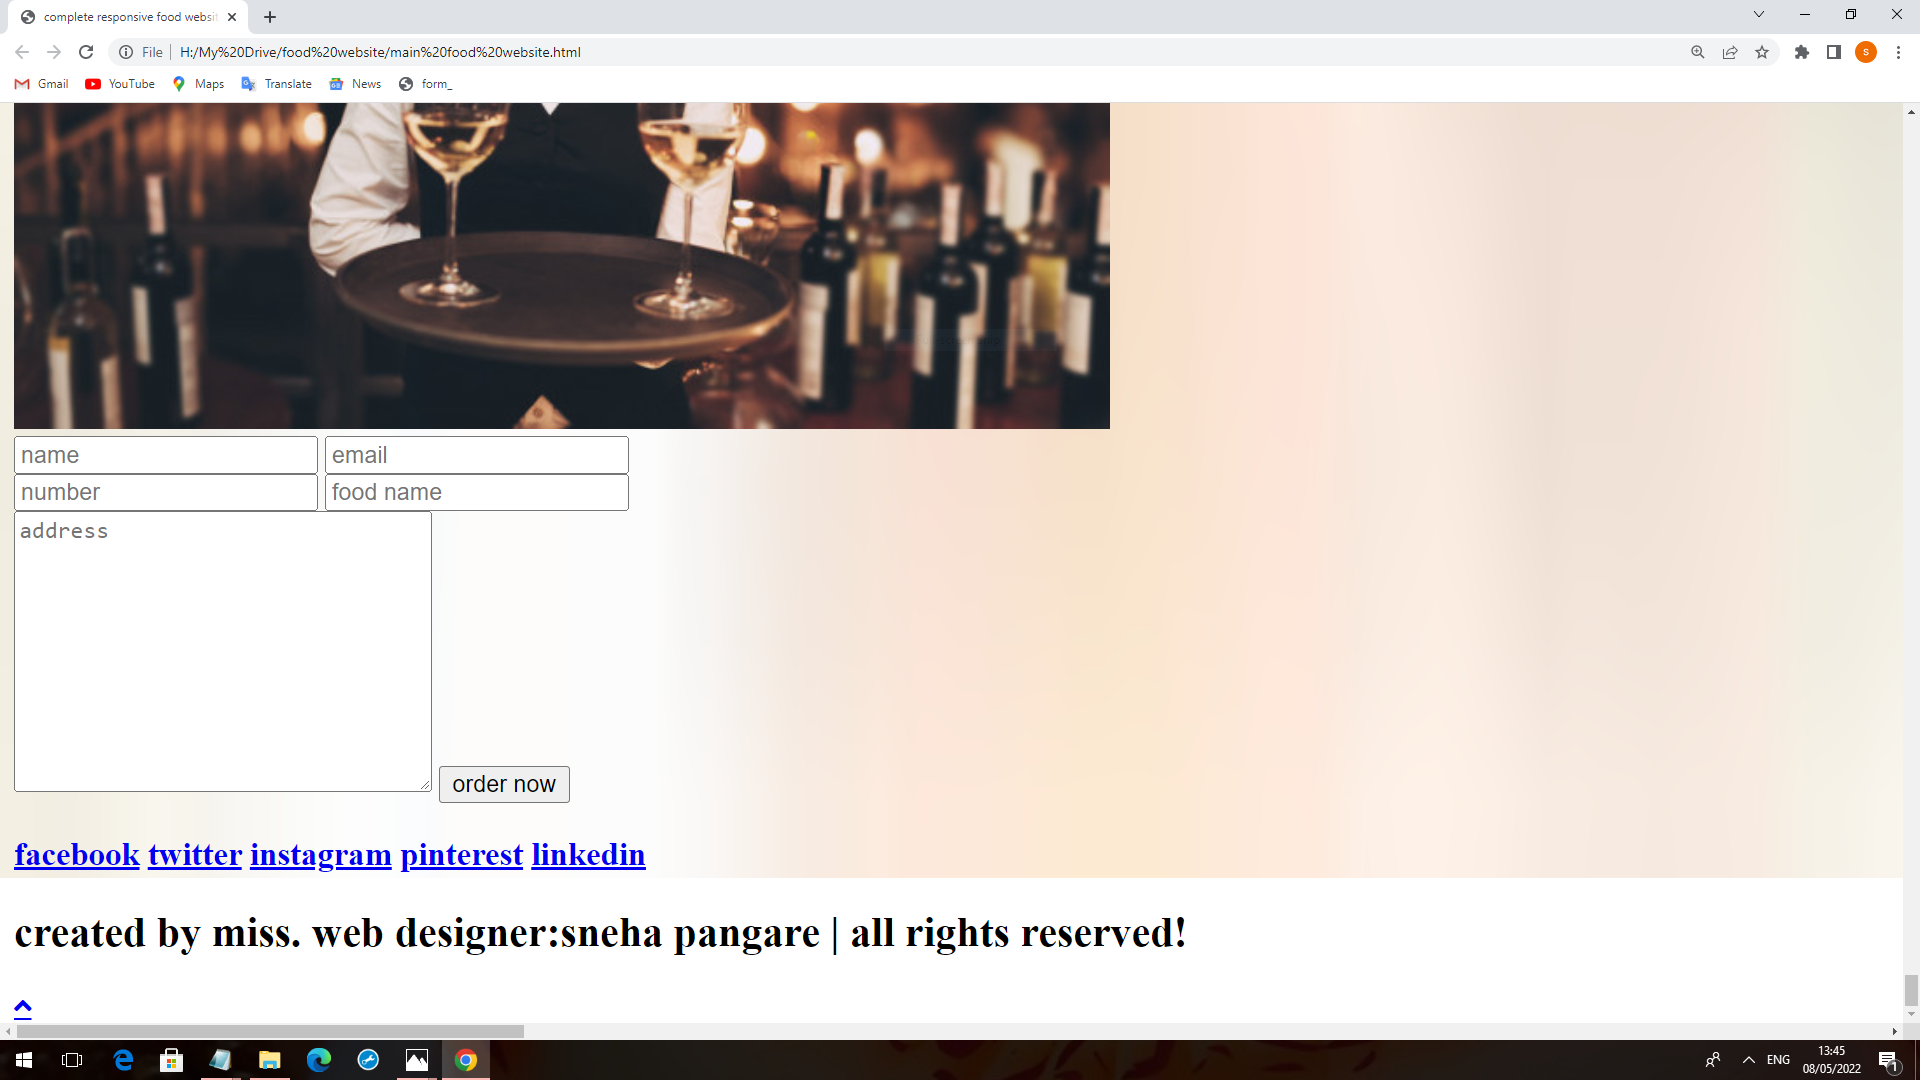 complete responsive food websit
File | H:/My%20Drive/food%20website/main%20food%20website.html
s
Gmail YouTube Maps Translate News form_
name email
number food name
address
order now
facebook twitter instagram pinterest linkedin
created by miss. web designer:sneha pangare | all rights reserved!
ENG 13:45
08/05/2022 1